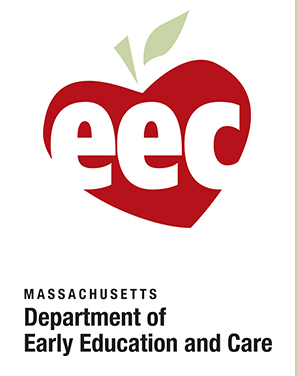 eec
MASSACHUSETTS
Department of
Early Education and Care